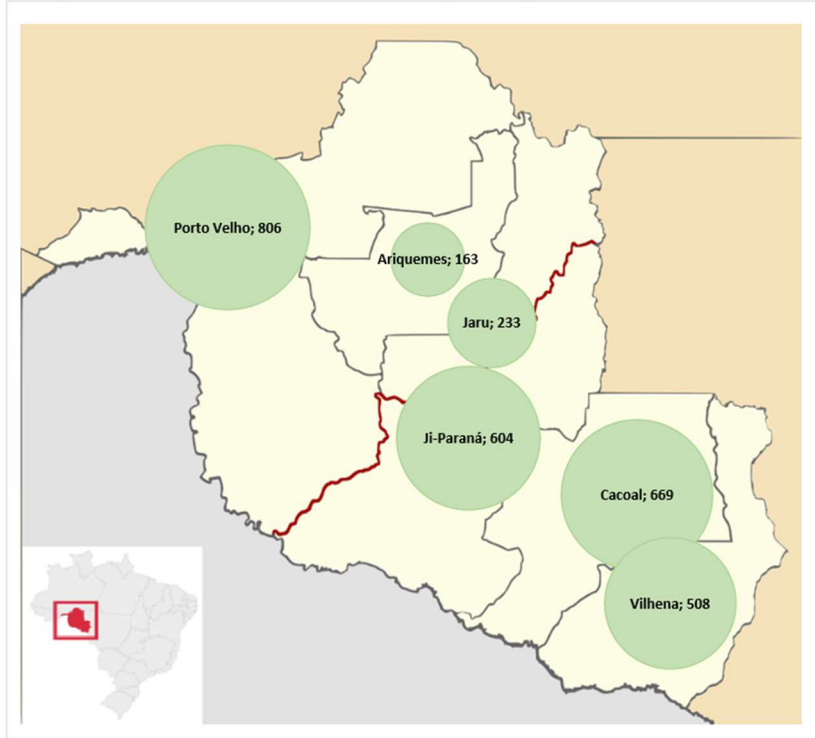 Porto Velho; 806
Ariquemes; 163
Jaru; 233
Ji-Paraná; 604
Cacoal; 669
Vilhena; 508